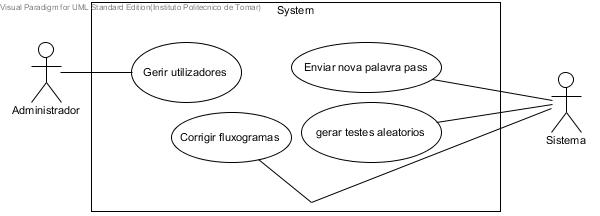 Visual Paradigm for UML Standard Edition(Instituto Politecnico de Tomar)
System
Gerir utilizadores
Enviar nova palavra pass
Administrador
Corrigir fluxogramas
gerar testes aleatorios
Sistema